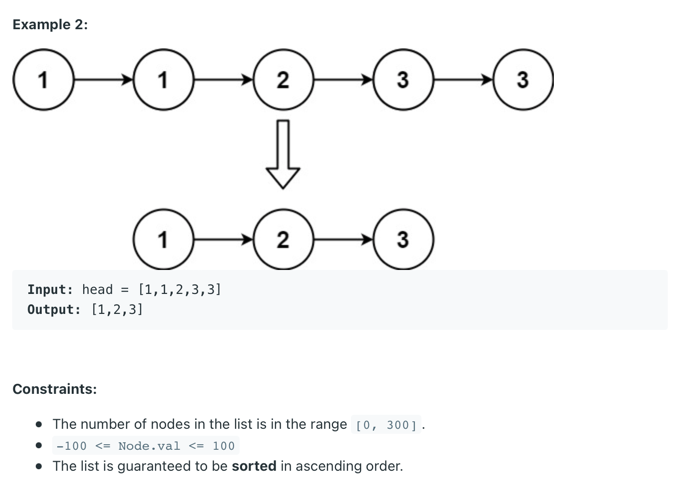 Example 2:
1 1 2 3 3
1 2 3
Input: head = [1,1,2,3,3]
Output: [1,2,3]
Constraints:
• The number of nodes in the list is in the range [0, 300] .
• -100 <= Node.val <= 100
• The list is guaranteed to be sorted in ascending order.